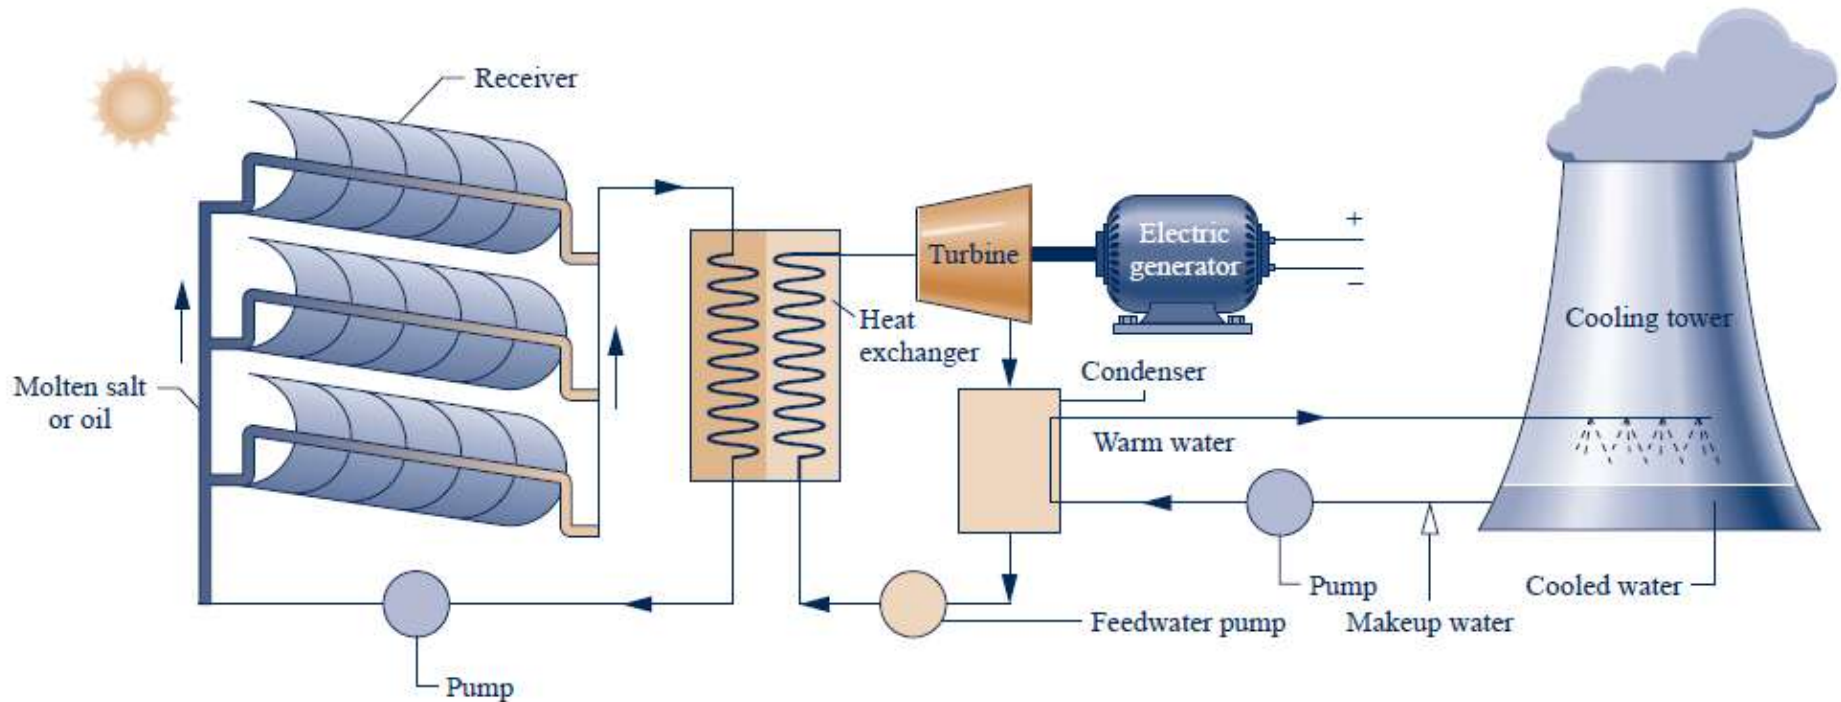 Receiver
Electric
generator
+
−
Turbine
Heat
exchanger
Cooling tower
Condenser
Molten salt
or oil
Warm water
Pump
Cooled water
Makeup water
Feedwater pump
Pump